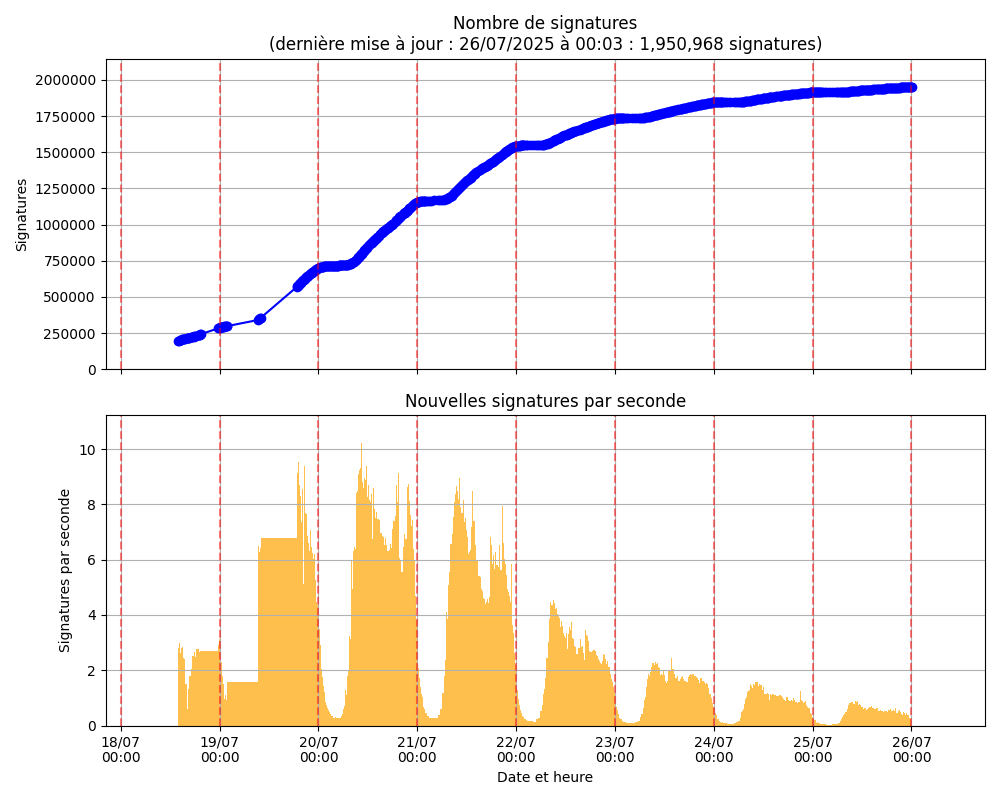 Nombre de signatures
(dernière mise à jour : 26/07/2025 à 00:03 : 1,950,968 signatures)
Signatures
2000000
1750000
1500000
1250000
1000000
750000
500000
250000
0
Nouvelles signatures par seconde
Signatures par seconde
10
8
6
4
2
0
18/07 19/07 20/07 21/07 22/07 23/07 24/07 25/07 26/07
00:00 00:00 00:00 00:00 00:00 00:00 00:00 00:00 00:00
Date et heure